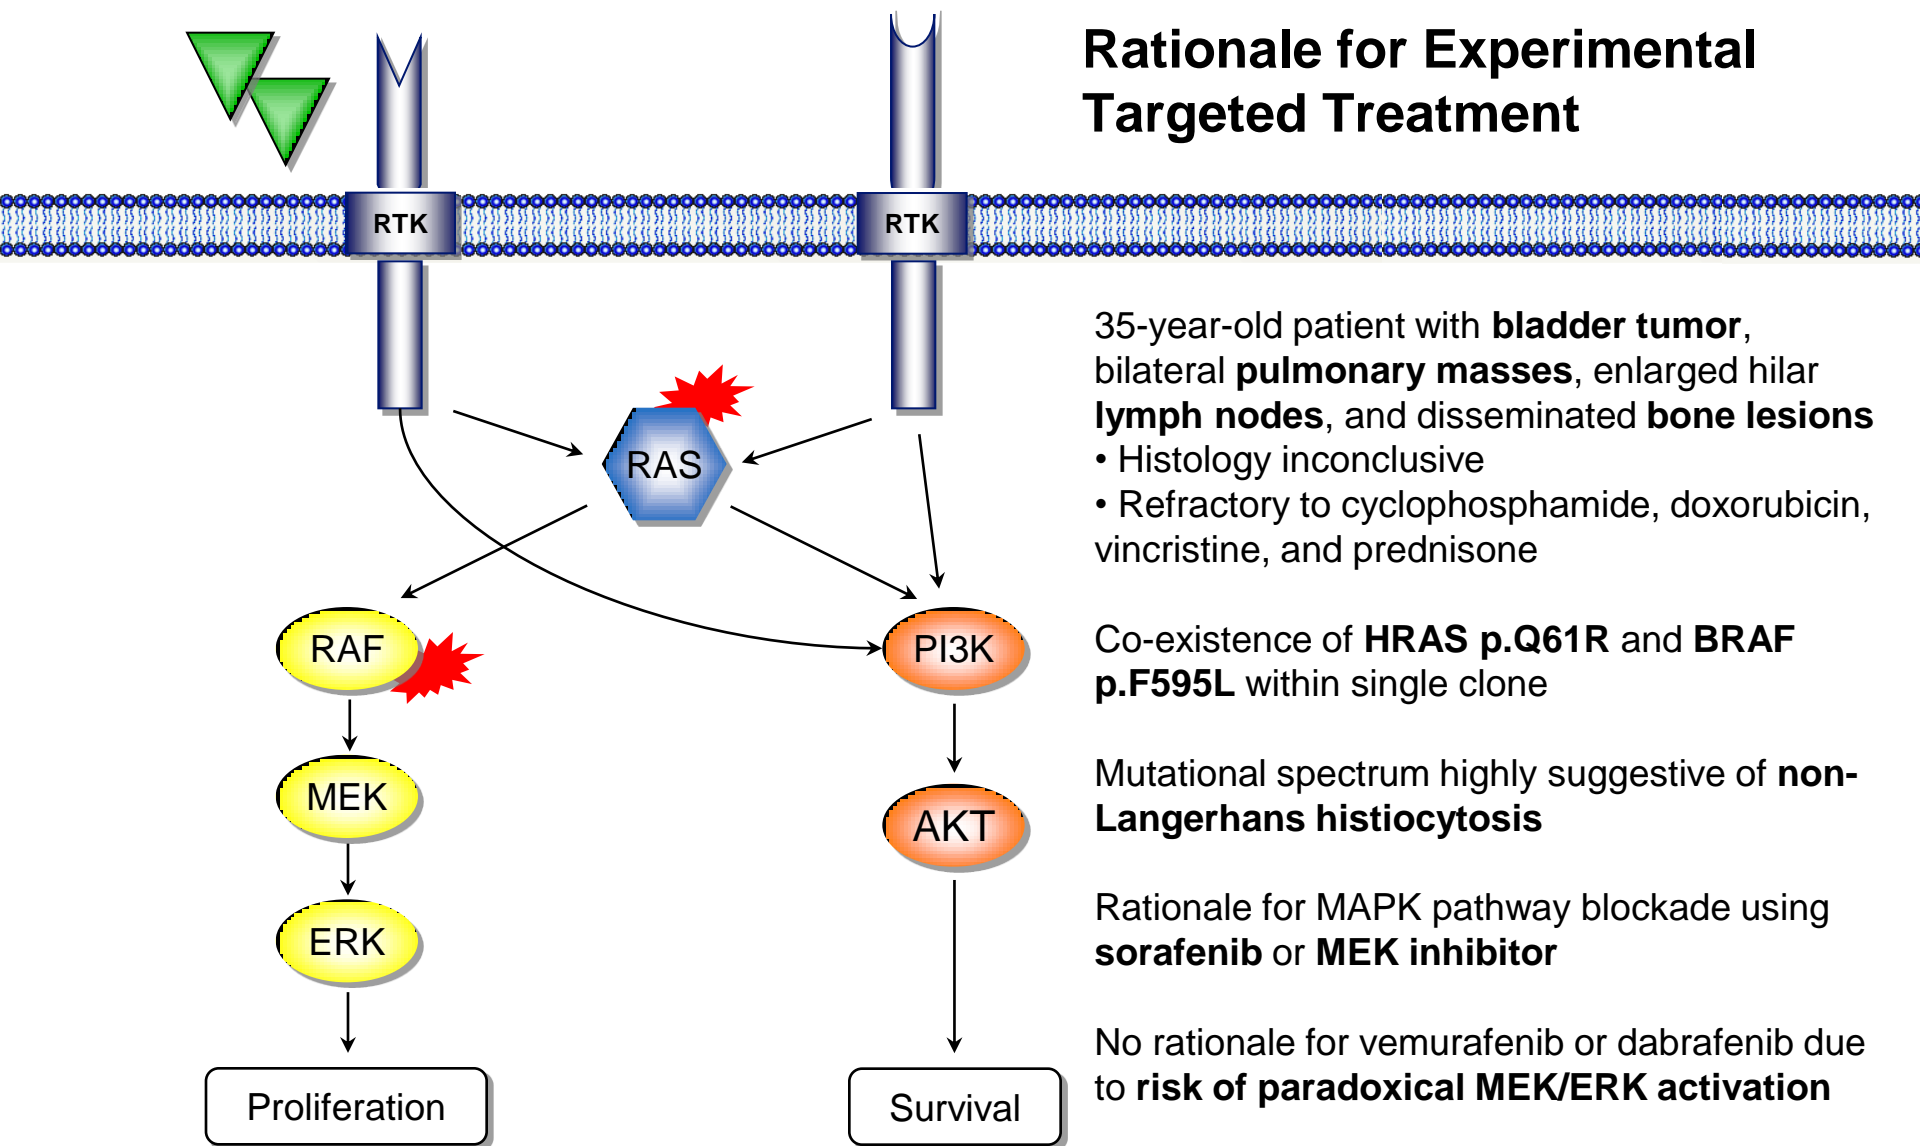 Rationale for Experimental
Targeted Treatment
RTK
RTK
35-year-old patient with bladder tumor,
bilateral pulmonary masses, enlarged hilar
lymph nodes, and disseminated bone lesions
• Histology inconclusive
• Refractory to cyclophosphamide, doxorubicin,
vincristine, and prednisone
RAS
Co-existence of HRAS p.Q61R and BRAF
p.F595L within single clone
RAF
PI3K
Mutational spectrum highly suggestive of non-
Langerhans histiocytosis
MEK
AKT
Rationale for MAPK pathway blockade using
sorafenib or MEK inhibitor
ERK
No rationale for vemurafenib or dabrafenib due
to risk of paradoxical MEK/ERK activation
Proliferation
Survival